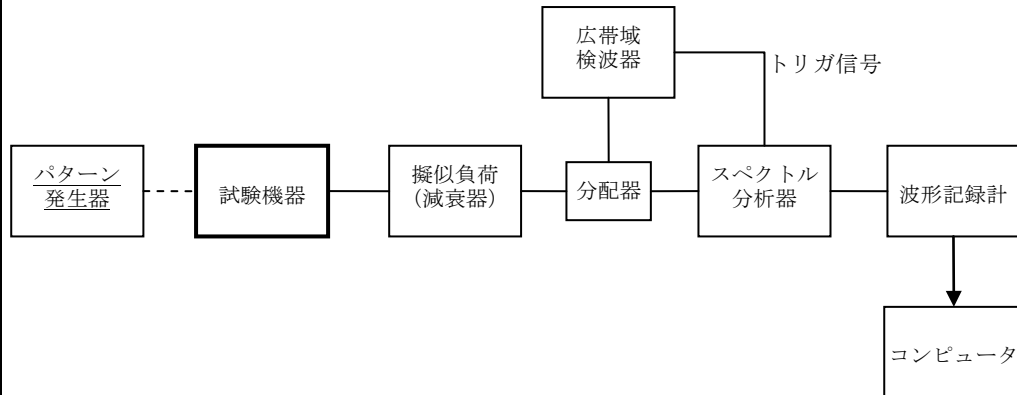 広帯域
検波器
トリガ信号
パターン
発生器
試験機器
擬似負荷
(減衰器)
分配器
スペクトル
分析器
波形記録計
コンピュータ